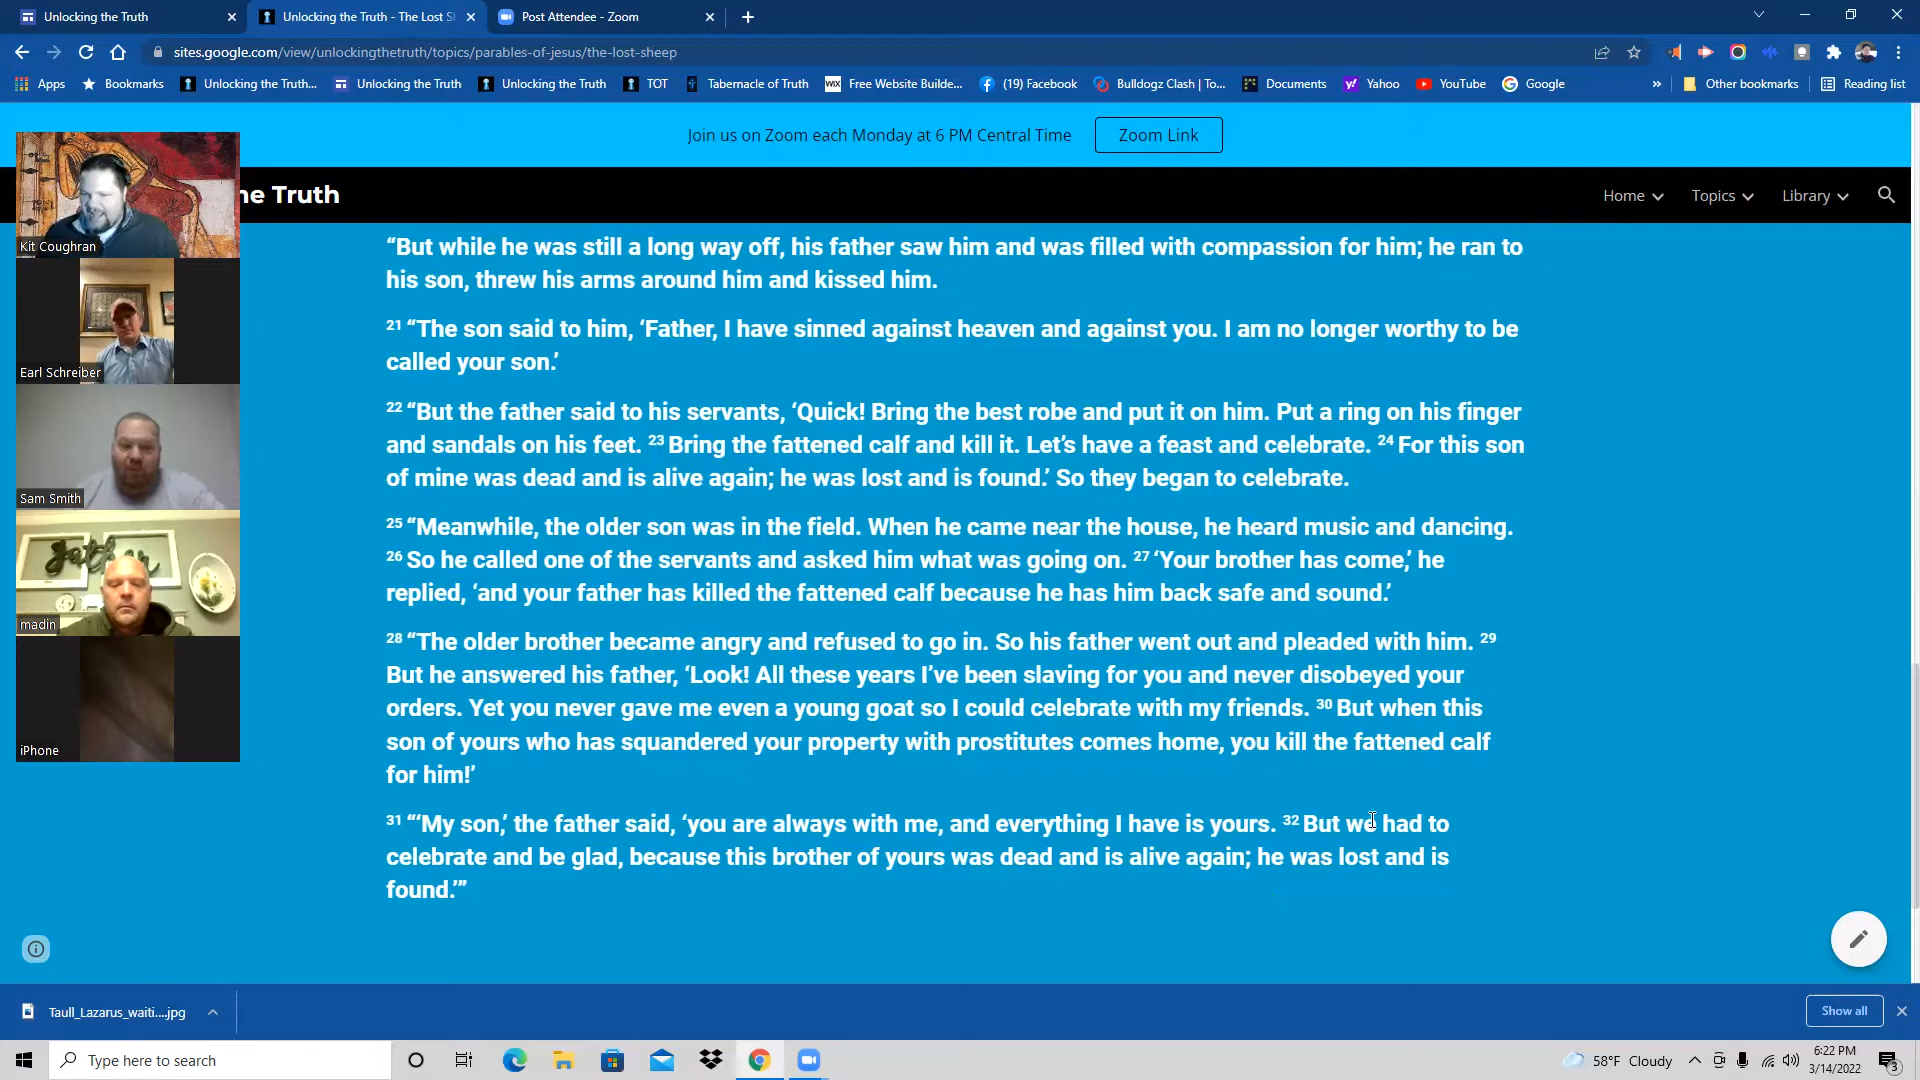 Unlocking the Truth
Unlocking the Truth - The Lost Sh
Post Attendee - Zoom
sites.google.com/view/unlockingthetruth/topics/parables-of-jesus/the-lost-sheep
Apps
Bookmarks
Unlocking the Truth...
Unlocking the Truth
Unlocking the Truth
TOT
Tabernacle of Truth
WIX
Free Website Builde...
(19) Facebook
Bulldogz Clash | To...
Documents
Yahoo
YouTube
Google
Other bookmarks
Reading list
Join us on Zoom each Monday at 6 PM Central Time
Zoom Link
he Truth
Home
Topics
Library
Kit Coughran
Earl Schreiber
Sam Smith
gather
madin
iPhone
“But while he was still a long way off, his father saw him and was filled with compassion for him; he ran to
his son, threw his arms around him and kissed him.
21 “The son said to him, ‘Father, I have sinned against heaven and against you. I am no longer worthy to be
called your son.’
22 “But the father said to his servants, ‘Quick! Bring the best robe and put it on him. Put a ring on his finger
and sandals on his feet. 23 Bring the fattened calf and kill it. Let’s have a feast and celebrate. 24 For this son
of mine was dead and is alive again; he was lost and is found.’ So they began to celebrate.
25 “Meanwhile, the older son was in the field. When he came near the house, he heard music and dancing.
26 So he called one of the servants and asked him what was going on. 27 ‘Your brother has come,’ he
replied, ‘and your father has killed the fattened calf because he has him back safe and sound.’
28 “The older brother became angry and refused to go in. So his father went out and pleaded with him. 29
But he answered his father, ‘Look! All these years I’ve been slaving for you and never disobeyed your
orders. Yet you never gave me even a young goat so I could celebrate with my friends. 30 But when this
son of yours who has squandered your property with prostitutes comes home, you kill the fattened calf
for him!’
31 “‘My son,’ the father said, ‘you are always with me, and everything I have is yours. 32 But we had to
celebrate and be glad, because this brother of yours was dead and is alive again; he was lost and is
found.’”
Taull_Lazarus_waiti....jpg
Show all
Type here to search
58°F Cloudy
6:22 PM
3/14/2022
3